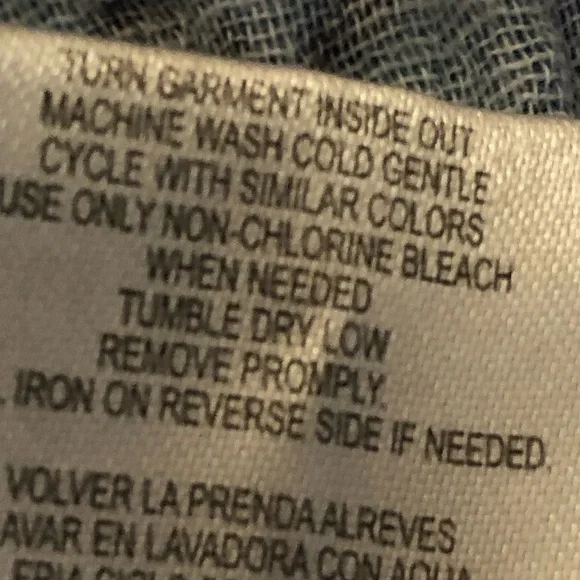 TURN GARMENT INSIDE OUT
MACHINE WASH COLD GENTLE
CYCLE WITH SIMILAR COLORS
USE ONLY NON-CHLORINE BLEACH
WHEN NEEDED
TUMBLE DRY LOW
REMOVE PROMPLY.
. IRON ON REVERSE SIDE IF NEEDED.
VOLVER LA PRENDA ALREVES
AVAR EN LAVADORA CON AGUA
FRIA CICLO